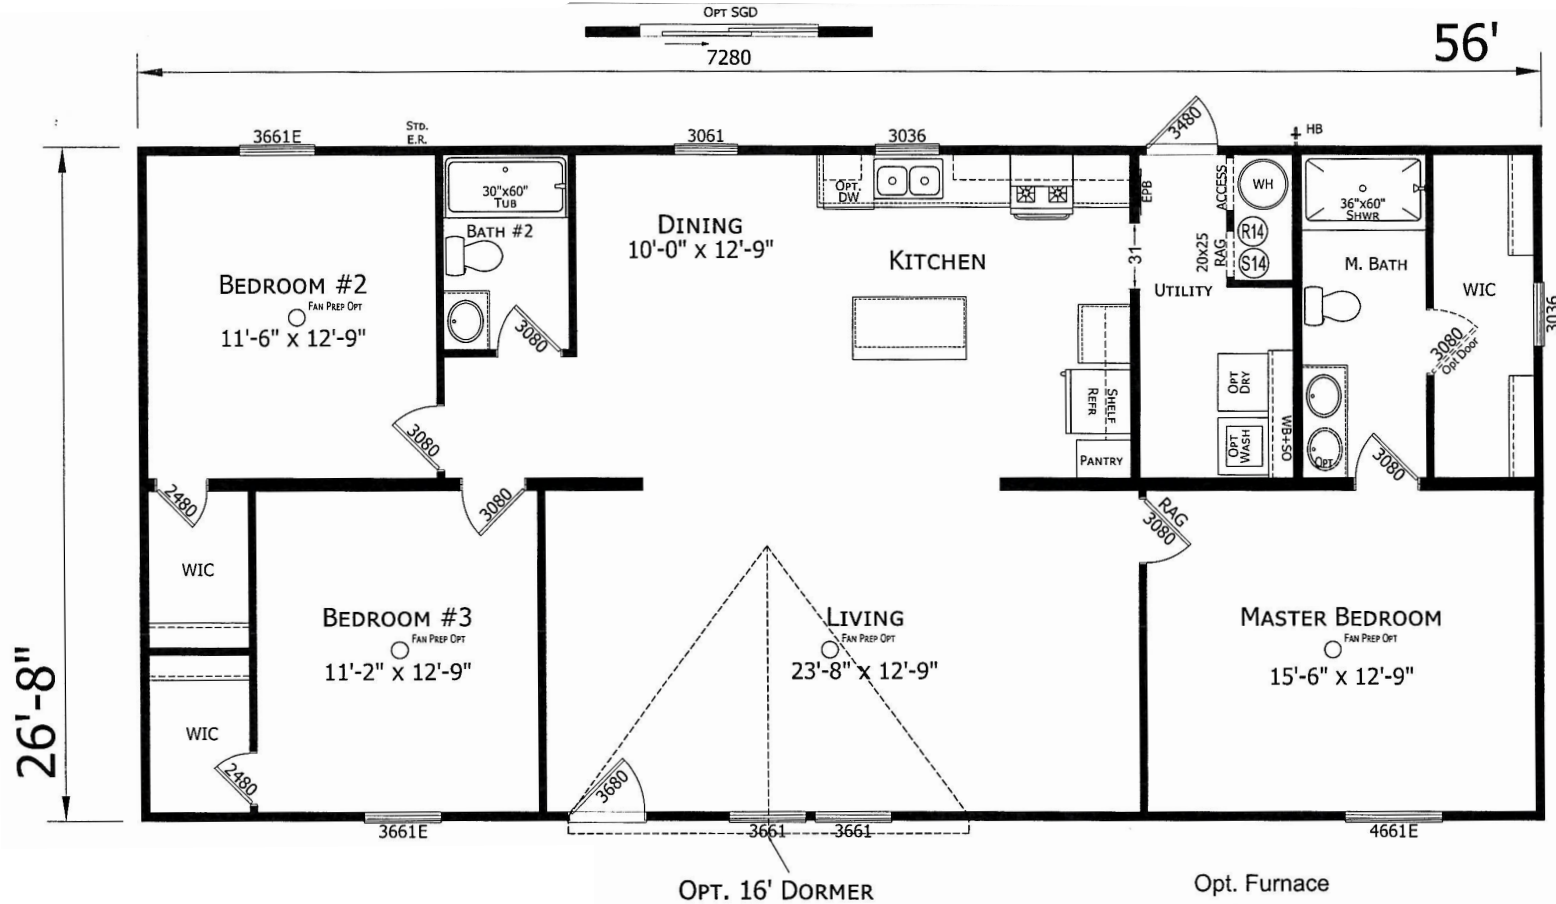 OPT SGD
7280
56'
26'-8"
3661E
STD.
E.R.
3061
3036
3480
HB
30"x60"
TUB
BATH #2
3080
BEDROOM #2
FAN PREP OPT
11'-6" x 12'-9"
3080
2480
WIC
DINING
10'-0" x 12'-9"
OPT.
DW
KITCHEN
EPB
31
SHELF
REFR
PANTRY
ACCESS
WH
R14
S14
20x25
RAG
UTILITY
OPT
DRY
OPT
WASH
WB+SO
36"x60"
SHWR
M. BATH
OPT
3080
WIC
3080
Opt Door
3036
3080
BEDROOM #3
FAN PREP OPT
11'-2" x 12'-9"
WIC
2480
3661E
LIVING
FAN PREP OPT
23'-8" x 12'-9"
3680
3661
3661
OPT. 16' DORMER
RAG
3080
MASTER BEDROOM
FAN PREP OPT
15'-6" x 12'-9"
4661E
Opt. Furnace